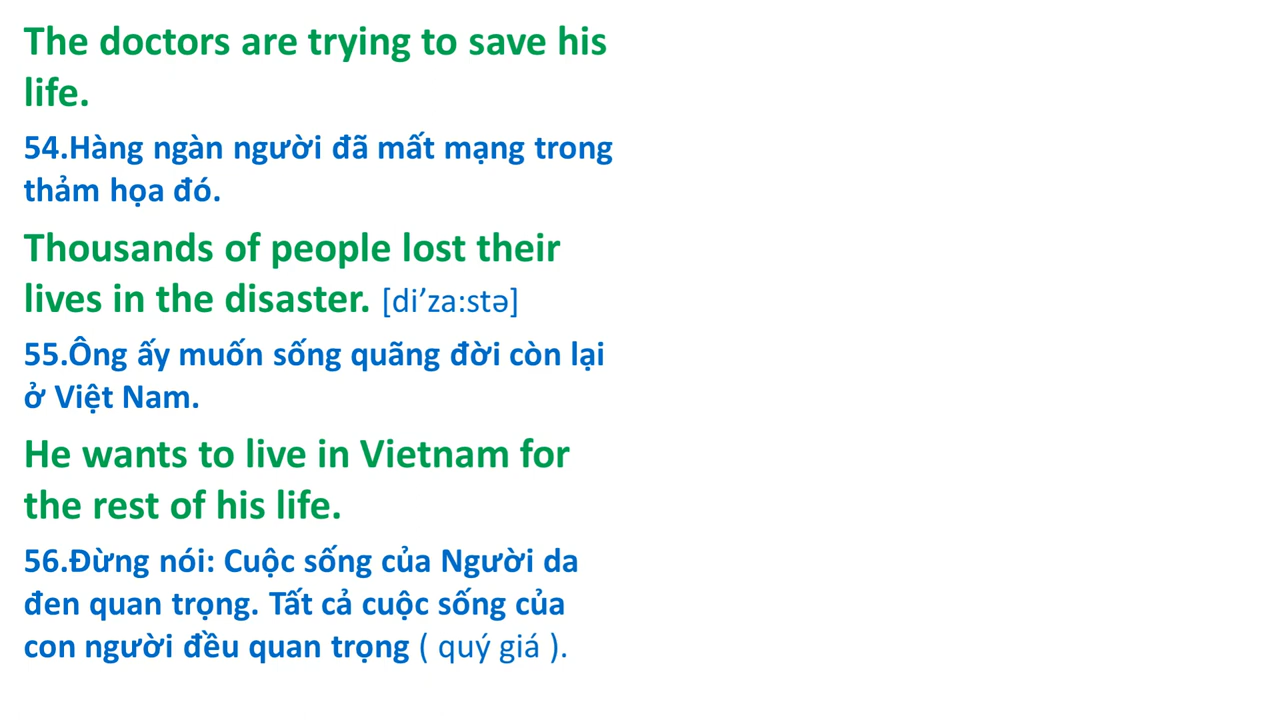 The doctors are trying to save his
life.
54.Hàng ngàn người đã mất mạng trong
thảm họa đó.
Thousands of people lost their
lives in the disaster. [di’za:stə]
55.Ông ấy muốn sống quãng đời còn lại
ở Việt Nam.
He wants to live in Vietnam for
the rest of his life.
56.Đừng nói: Cuộc sống của Người da
đen quan trọng. Tất cả cuộc sống của
con người đều quan trọng ( quý giá ).